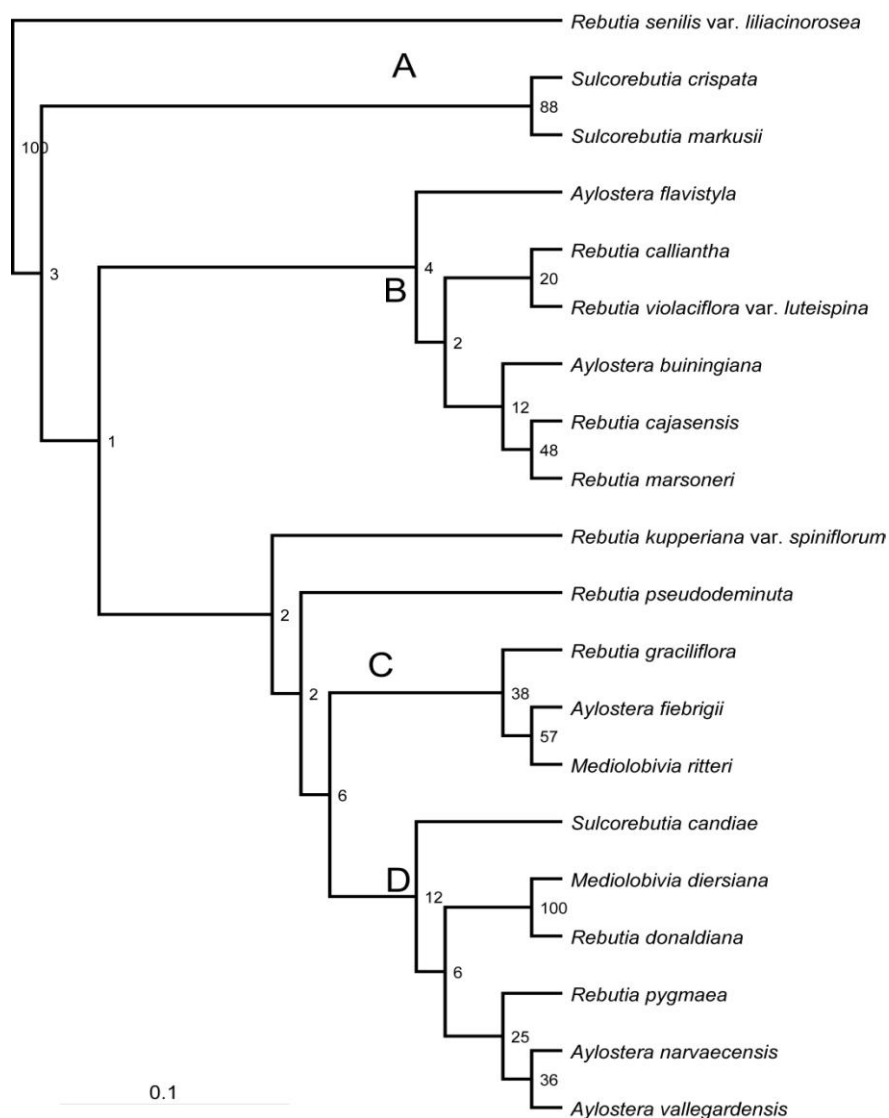 Rebutia senilis var. liliacinorosea
A
Sulcorebutia crispata
88
Sulcorebutia markusii
100
Aylostera flavistyla
Rebutia calliantha
3
4
20
B
Rebutia violaciflora var. luteispina
2
Aylostera buiningiana
12
Rebutia cajasensis
1
48
Rebutia marsoneri
Rebutia kupperiana var. spiniflorum
Rebutia pseudodeminuta
2
Rebutia graciliflora
C
2
38
Aylostera fiebrigii
57
Mediolobivia ritteri
6
Sulcorebutia candiae
Mediolobivia diersiana
D
12
100
Rebutia donaldiana
6
Rebutia pygmaea
25
Aylostera narvaecensis
36
0.1
Aylostera vallegardensis